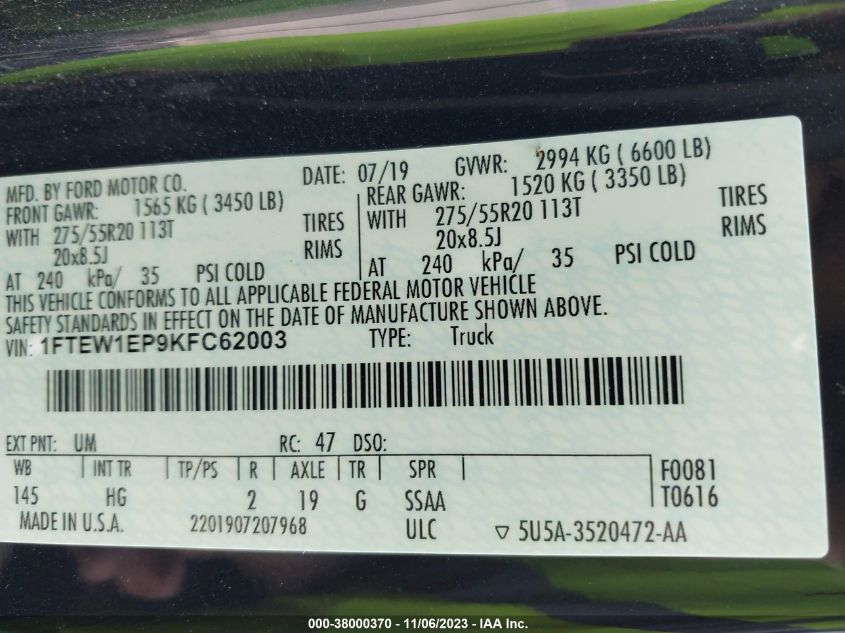 MFD. BY FORD MOTOR CO. DATE: 07/19 GVWR: 2994 KG ( 6600 LB)
FRONT GAWR: 1565 KG ( 3450 LB) REAR GAWR: 1520 KG ( 3350 LB)
WITH 275/55R20 113T TIRES WITH 275/55R20 113T TIRES
20x8.5J RIMS 20x8.5J RIMS
AT 240 kPa/ 35 PSI COLD AT 240 kPa/ 35 PSI COLD
THIS VEHICLE CONFORMS TO ALL APPLICABLE FEDERAL MOTOR VEHICLE
SAFETY STANDARDS IN EFFECT ON THE DATE OF MANUFACTURE SHOWN ABOVE.
VIN: 1FTEW1EP9KFC62003 TYPE: Truck
EXT PNT: UM RC: 47 DSO:
WB INT TR TP/PS R AXLE TR SPR F0081
145 HG 2 19 G SSAA T0616
MADE IN U.S.A. 2201907207968 ULC ▽ 5U5A-3520472-AA
000-38000370 - 11/06/2023 - IAA Inc.